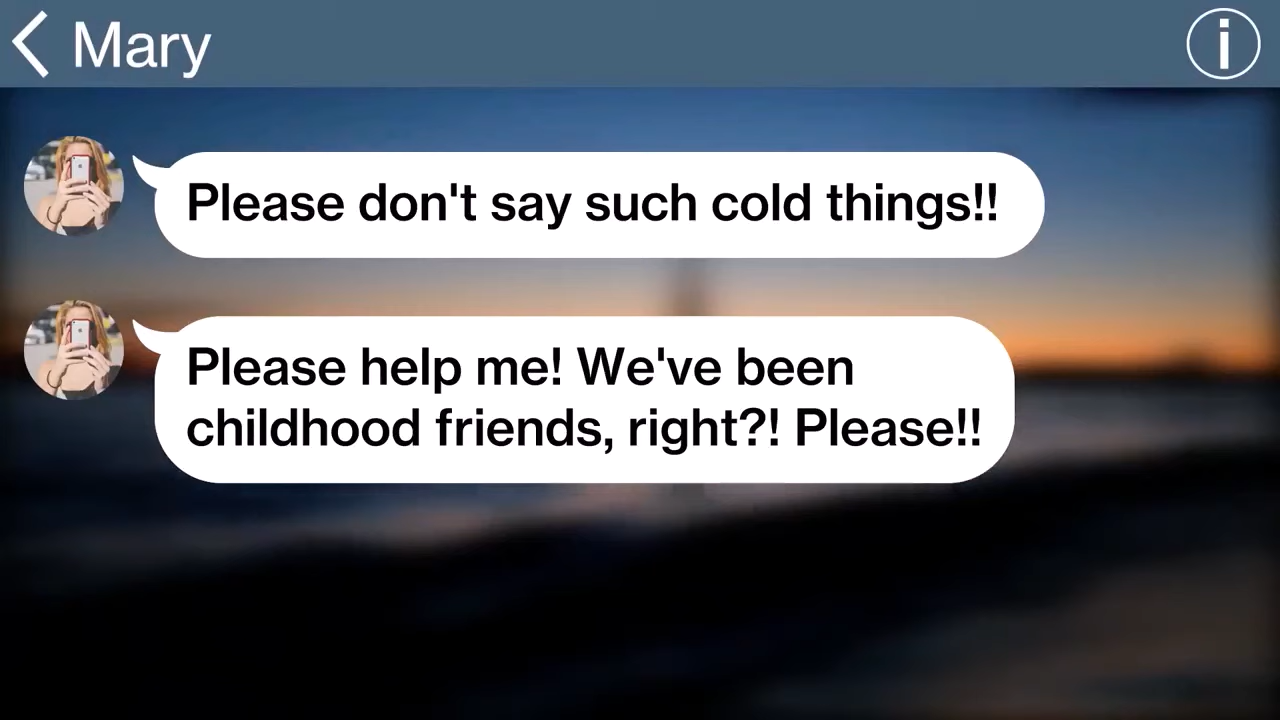 Mary
Please don't say such cold things!!
Please help me! We've been
childhood friends, right?! Please!!